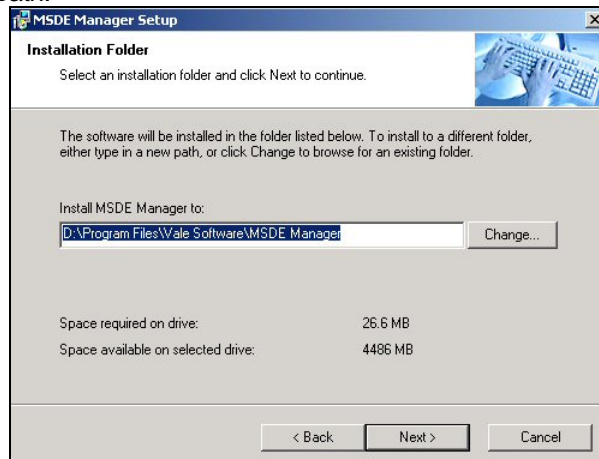 MSDE Manager Setup
Installation Folder
Select an installation folder and click Next to continue.
The software will be installed in the folder listed below. To install to a different folder,
either type in a new path, or click Change to browse for an existing folder.
Install MSDE Manager to:
D:\Program Files\Vale Software\MSDE Manager
Change...
Space required on drive: 26.6 MB
Space available on selected drive: 4486 MB
< Back Next > Cancel